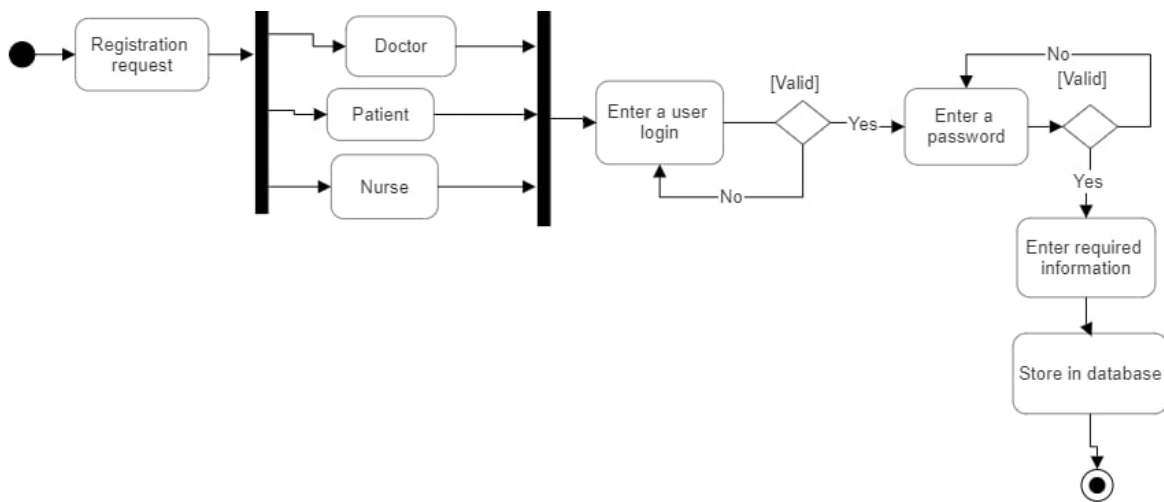 Registration
request
Doctor
Patient
Nurse
Enter a user
login
[Valid]
Yes
No
Enter a
password
No
[Valid]
Yes
Enter required
information
Store in database